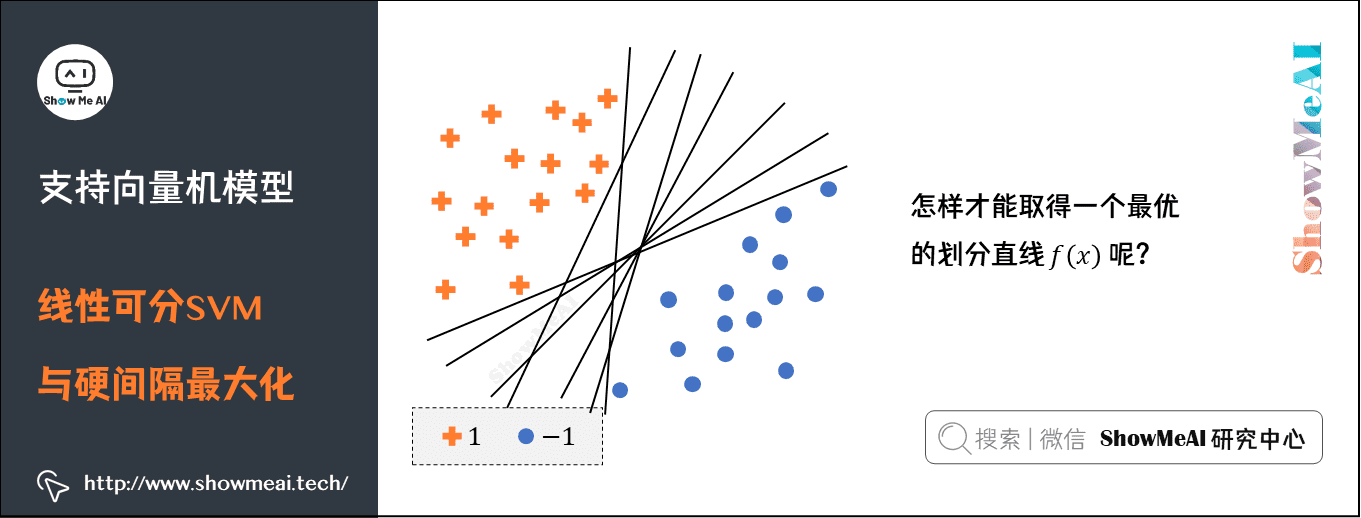 Show Me AI
支持向量机模型
线性可分SVM
与硬间隔最大化
http://www.showmeai.tech/
ShowMeAI
1
−1
怎样才能取得一个最优
的划分直线 f(x) 呢?
搜索 | 微信 ShowMeAI 研究中心
ShowMeAI